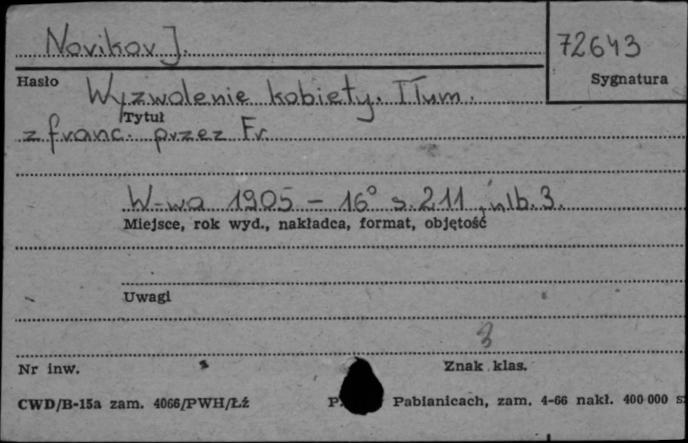 Novikov J.
72643
Hasło
Sygnatura
Wyzwolenie kobiety. Tłum.
Tytuł
z franc. przez Fr.
W-wa 1905 – 16° s. 211, nlb. 3.
Miejsce, rok wyd., nakładca, format, objętość
Uwagi
3
Nr inw.
Znak klas.
CWD/B-15a zam. 4066/PWH/Łź
Pabianicach, zam. 4-66 nakł. 400 000